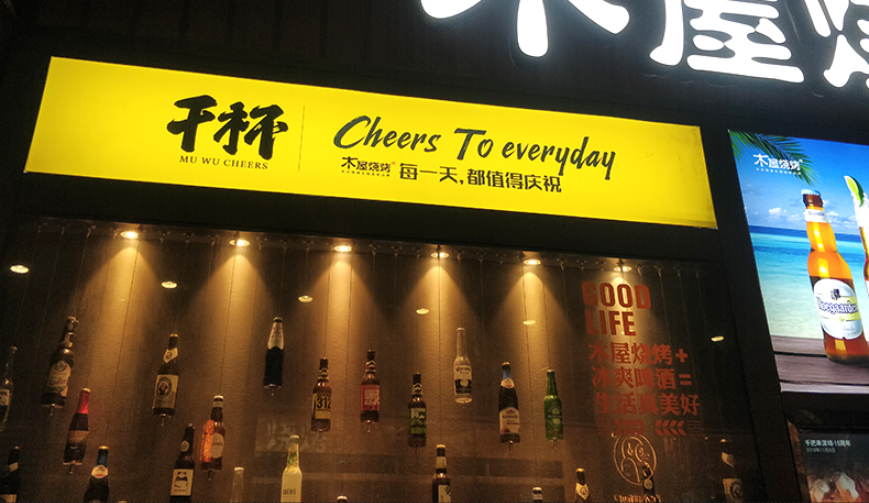 木屋烧
干杯
MU WU CHEERS
Cheers To everyday
木屋烧烤
每一天，都值得庆祝
木屋烧烤
Hoegaarden
GOOD
LIFE
木屋烧烤+
冰爽啤酒=
生活真美好
312